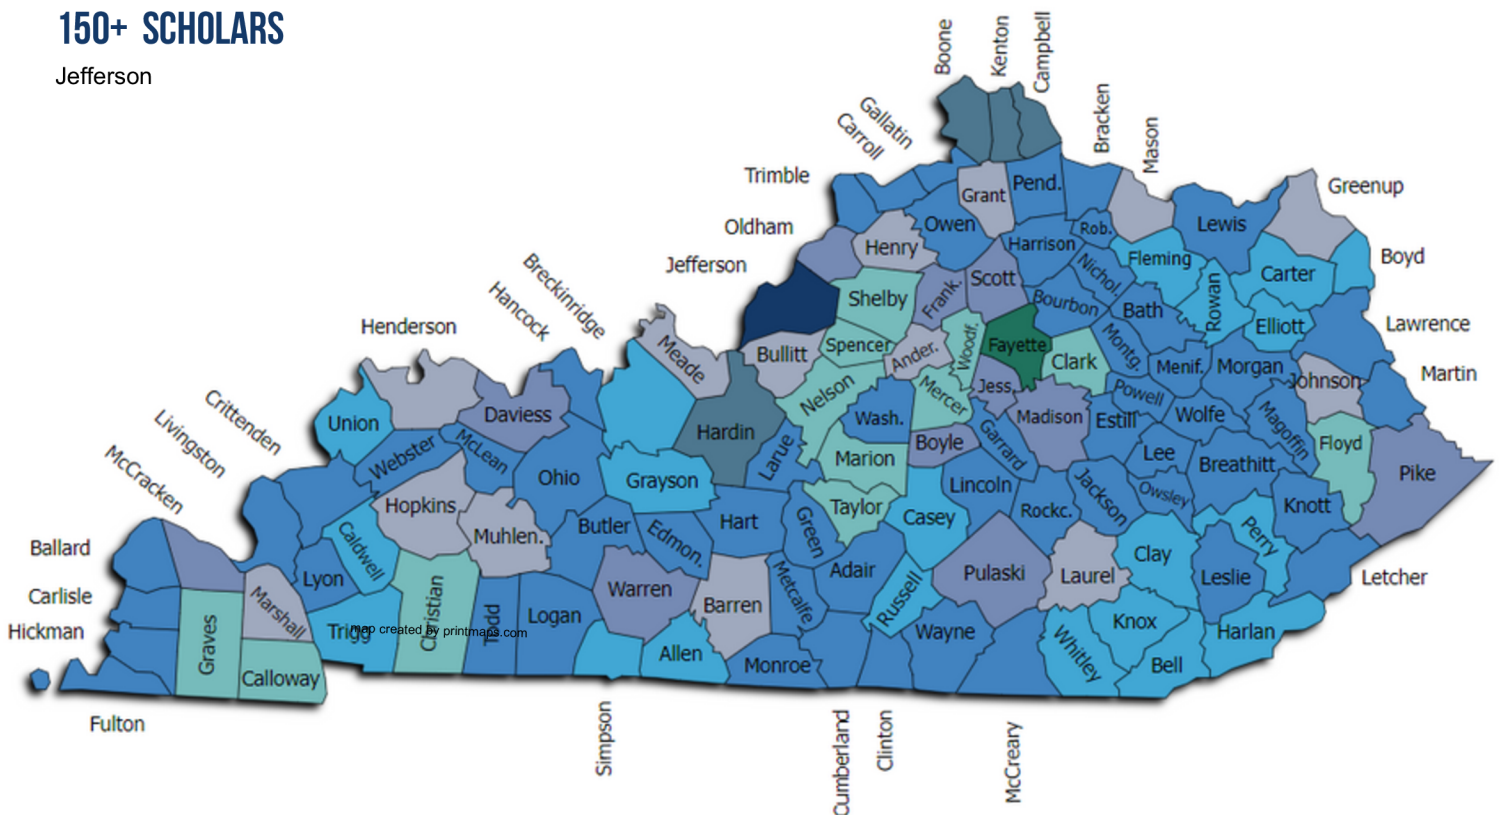 150+ SCHOLARS
Jefferson
Boone
Kenton
Campbell
Gallatin
Carroll
Bracken
Mason
Trimble
Greenup
Grant
Pend.
Oldham
Owen
Rob.
Lewis
Henry
Harrison
Jefferson
Fleming
Boyd
Nichol.
Carter
Breckinridge
Hancock
Shelby
Frank.
Scott
Bourbon
Bath
Rowan
Elliott
Lawrence
Henderson
Meade
Bullitt
Spencer
Ander.
Woodf.
Fayette
Clark
Montg.
Menif.
Morgan
Johnson
Martin
Crittenden
Union
Daviess
Nelson
Wash.
Mercer
Jess.
Madison
Estill
Powell
Wolfe
Magoffin
Floyd
Livingston
Webster
McLean
Hardin
Larue
Marion
Boyle
Garrard
Lee
Breathitt
Pike
McCracken
Hopkins
Ohio
Grayson
Taylor
Lincoln
Jackson
Owsley
Knott
Muhlen.
Butler
Edmon.
Hart
Green
Casey
Rockc.
Perry
Ballard
Caldwell
Clay
Lyon
Warren
Metcalfe
Adair
Pulaski
Laurel
Leslie
Letcher
Carlisle
Marshall
Christian
Todd
Logan
Barren
Russell
Hickman
Graves
Trigg
map created by printmaps.com
Wayne
Knox
Harlan
Calloway
Allen
Monroe
Whitley
Bell
Fulton
Simpson
Cumberland
Clinton
McCreary